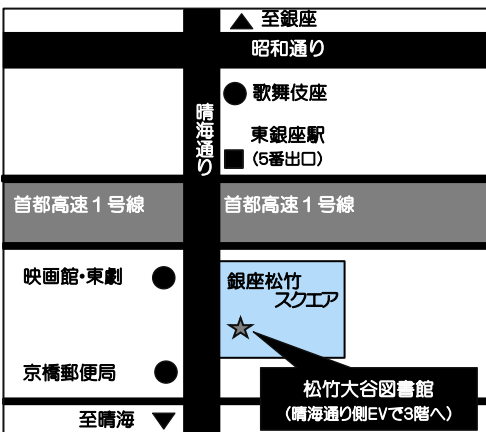 ▲ 至銀座
昭和通り
晴海通り
歌舞伎座
東銀座駅
(5番出口)
首都高速1号線
首都高速1号線
映画館・東劇
銀座松竹
スクエア
京橋郵便局
松竹大谷図書館
(晴海通り側EVで3階へ)
至晴海 ▼